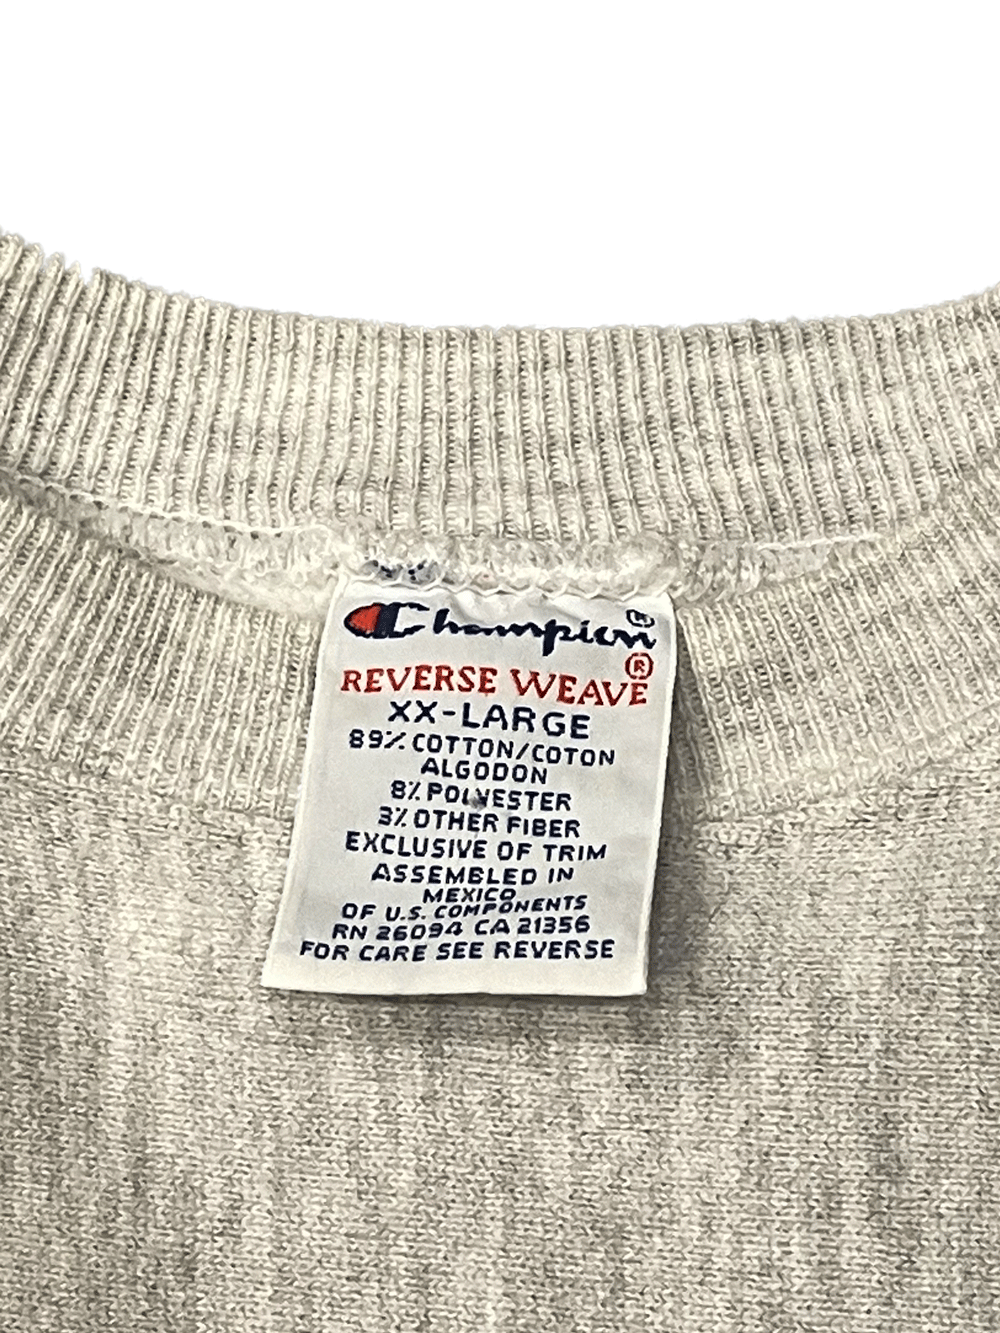 Champion®
REVERSE WEAVE®
XX-LARGE
89% COTTON/COTON
ALGODON
8% POLYESTER
3% OTHER FIBER
EXCLUSIVE OF TRIM
ASSEMBLED IN
MEXICO
OF U.S. COMPONENTS
RN 26094 CA 21356
FOR CARE SEE REVERSE